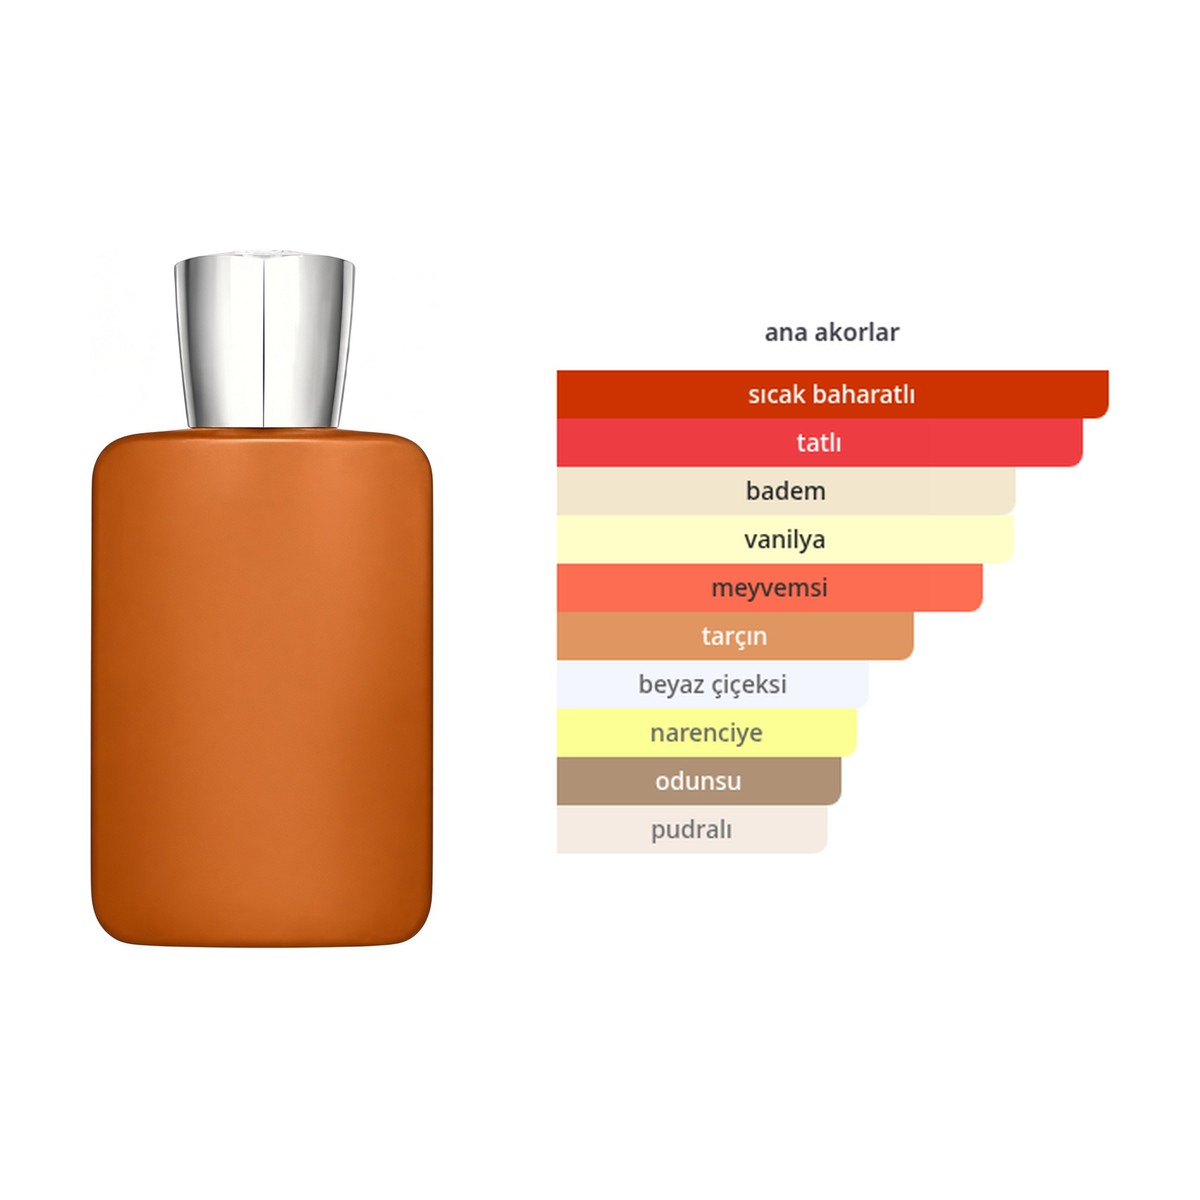 ana akorlar
sıcak baharatlı
tatlı
badem
vanilya
meyvemsi
tarçın
beyaz çiçeksi
narenciye
odunsu
pudralı